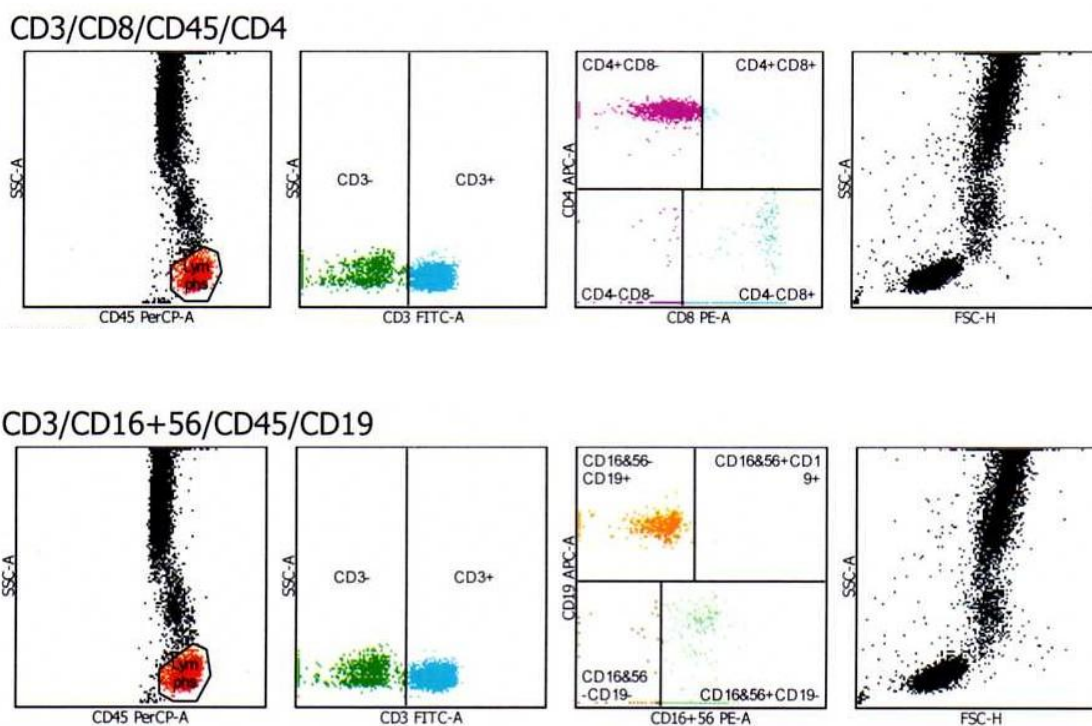 CD3/CD8/CD45/CD4
SSC-A
Lym
phs
CD45 PerCP-A
SSC-A
CD3-
CD3+
CD3 FITC-A
CD4 APC-A
CD4+CD8-
CD4+CD8+
CD4-CD8-
CD4-CD8+
CD8 PE-A
SSC-A
FSC-H
CD3/CD16+56/CD45/CD19
SSC-A
Lym
phs
CD45 PerCP-A
SSC-A
CD3-
CD3+
CD3 FITC-A
CD19 APC-A
CD16&56-
CD19+
CD16&56+CD1
9+
CD16&56
-CD19-
CD16&56+CD19-
CD16+56 PE-A
SSC-A
FSC-H